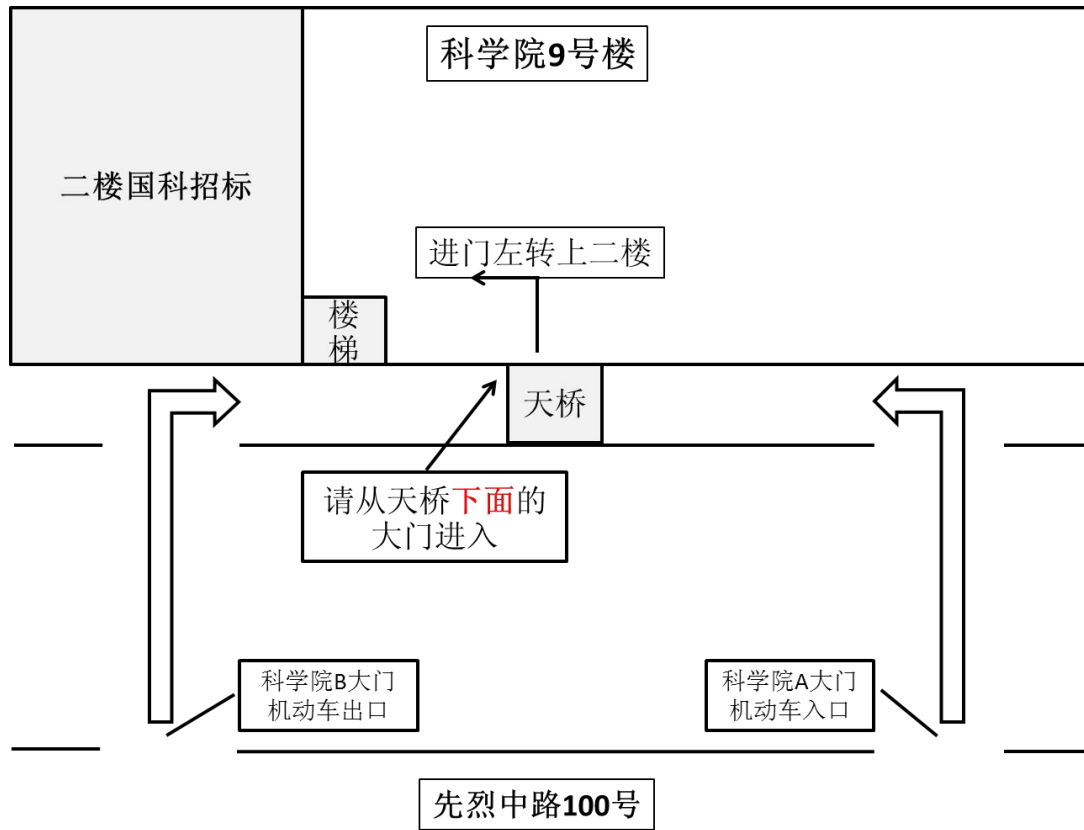 科学院9号楼
二楼国科招标
进门左转上二楼
楼
梯
天桥
请从天桥下面的
大门进入
科学院B大门
机动车出口
科学院A大门
机动车入口
先烈中路100号